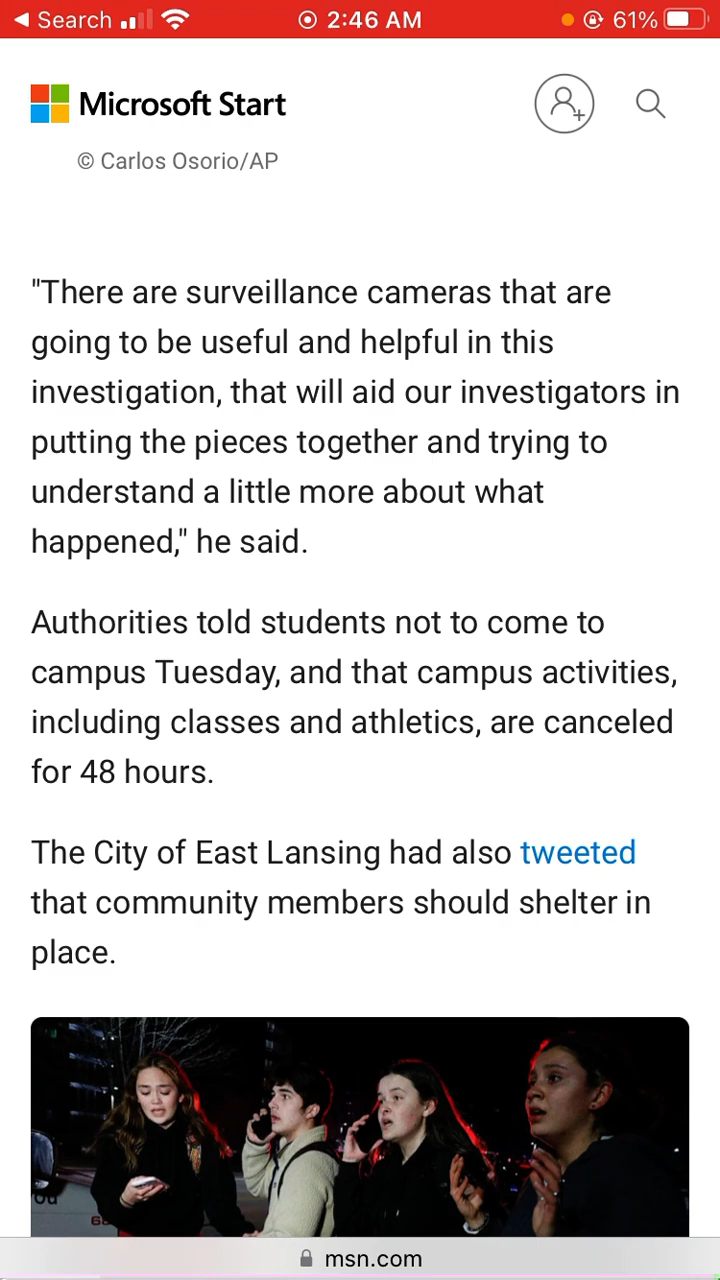 ◀ Search 2:46 AM 61%
Microsoft Start
© Carlos Osorio/AP
"There are surveillance cameras that are
going to be useful and helpful in this
investigation, that will aid our investigators in
putting the pieces together and trying to
understand a little more about what
happened," he said.
Authorities told students not to come to
campus Tuesday, and that campus activities,
including classes and athletics, are canceled
for 48 hours.
The City of East Lansing had also tweeted
that community members should shelter in
place.
msn.com